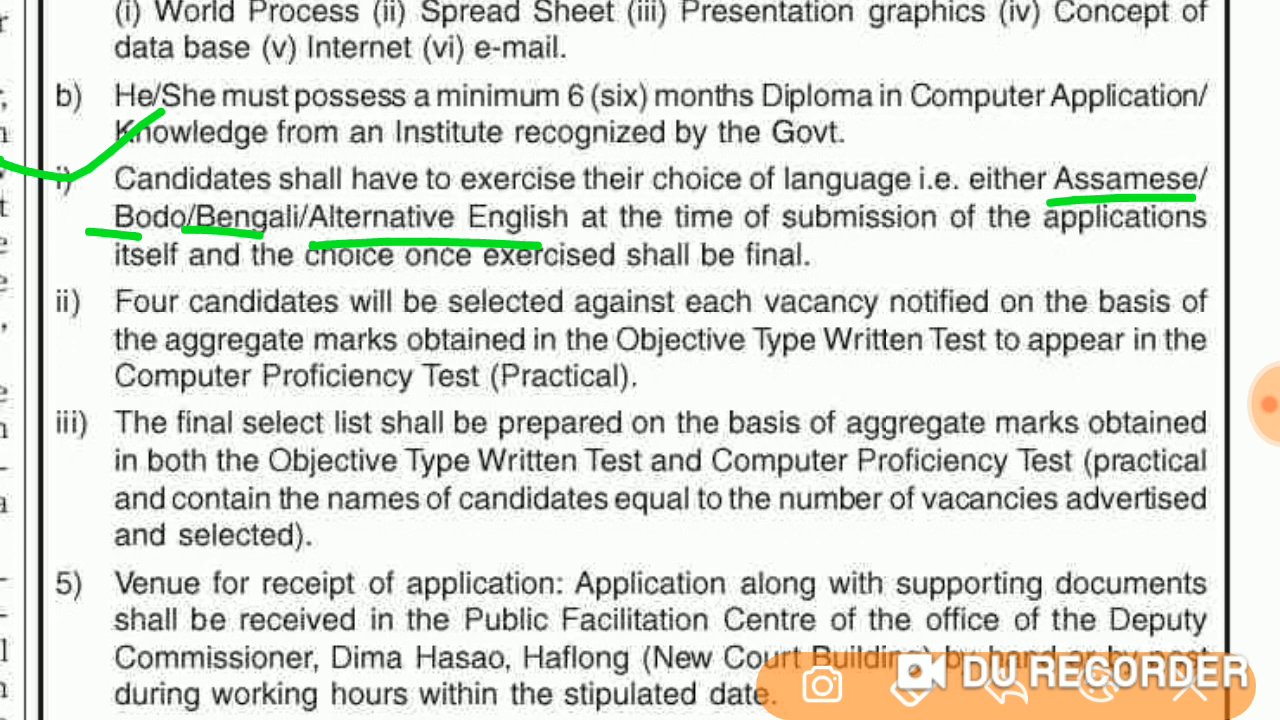 (i) World Process (ii) Spread Sheet (iii) Presentation graphics (iv) Concept of
data base (v) Internet (vi) e-mail.
b) He/She must possess a minimum 6 (six) months Diploma in Computer Application/
Knowledge from an Institute recognized by the Govt.
i) Candidates shall have to exercise their choice of language i.e. either Assamese/
Bodo/Bengali/Alternative English at the time of submission of the applications
itself and the choice once exercised shall be final.
ii) Four candidates will be selected against each vacancy notified on the basis of
the aggregate marks obtained in the Objective Type Written Test to appear in the
Computer Proficiency Test (Practical).
iii) The final select list shall be prepared on the basis of aggregate marks obtained
in both the Objective Type Written Test and Computer Proficiency Test (practical
and contain the names of candidates equal to the number of vacancies advertised
and selected).
5) Venue for receipt of application: Application along with supporting documents
shall be received in the Public Facilitation Centre of the office of the Deputy
Commissioner, Dima Hasao, Haflong (New Court Building) by hand or by post
during working hours within the stipulated date.
DU RECORDER